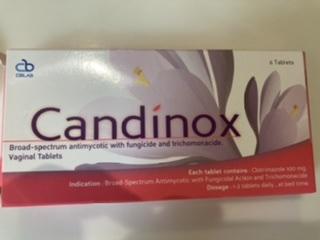 CBLAB
6 Tablets
Candinox
Broad-spectrum antimycotic with fungicide and trichomonacide.
Vaginal Tablets
Each tablet contains : Clotrimazole 100 mg.
Indication : Broad-Spectrum Antimycotic with Fungicidal Action and Trichomonacide
Dosage : 1-2 tablets daily, at bed time.